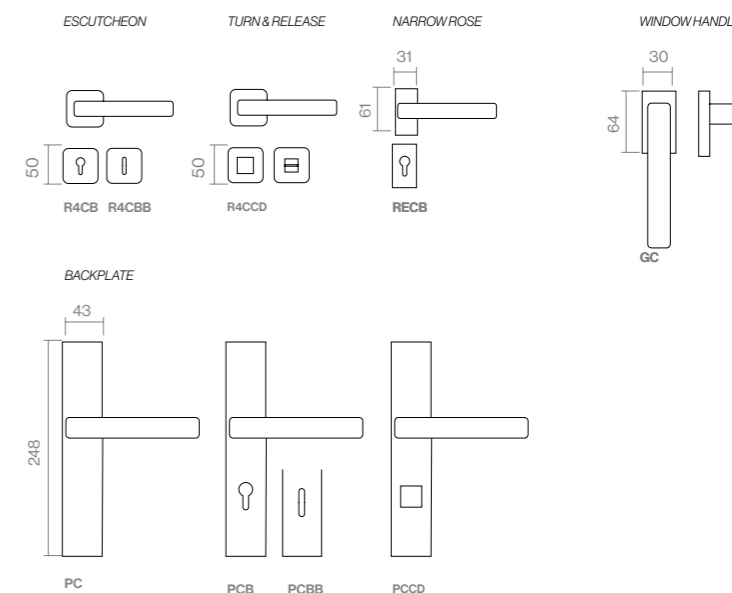 ESCUTCHEON
TURN & RELEASE
NARROW ROSE
WINDOW HANDL
31
30
61
64
50
50
R4CB R4CBB
R4CCD
RECB
GC
BACKPLATE
43
248
PC
PCB PCBB
PCCD